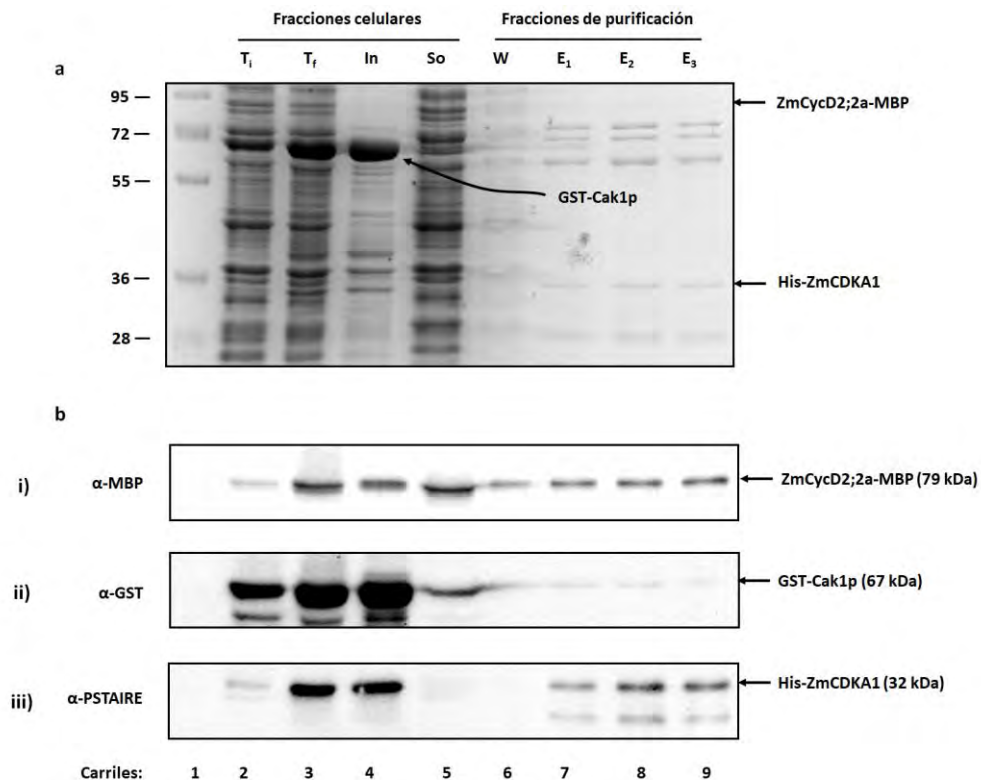 Fracciones celulares Fracciones de purificación
Ti Tf In So W E1 E2 E3
a
95 ZmCycD2;2a-MBP
72
55
GST-Cak1p
36 His-ZmCDKA1
28
b
i) α-MBP ZmCycD2;2a-MBP (79 kDa)
ii) α-GST GST-Cak1p (67 kDa)
iii) α-PSTAIRE His-ZmCDKA1 (32 kDa)
Carriles: 1 2 3 4 5 6 7 8 9